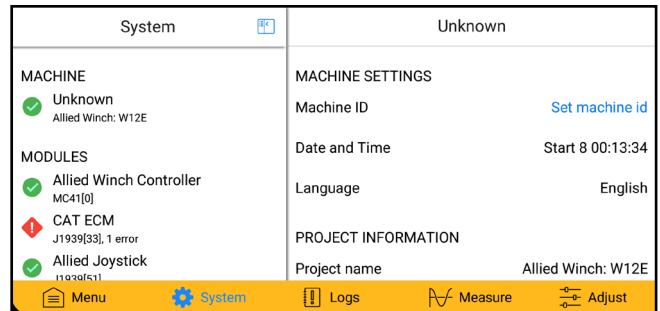 System
MACHINE
Unknown
Allied Winch: W12E
MODULES
Allied Winch Controller
MC41[0]
CAT ECM
J1939[33], 1 error
Allied Joystick
J1939[51]
Unknown
MACHINE SETTINGS
Machine ID Set machine id
Date and Time Start 8 00:13:34
Language English
PROJECT INFORMATION
Project name Allied Winch: W12E
Menu System Logs Measure Adjust